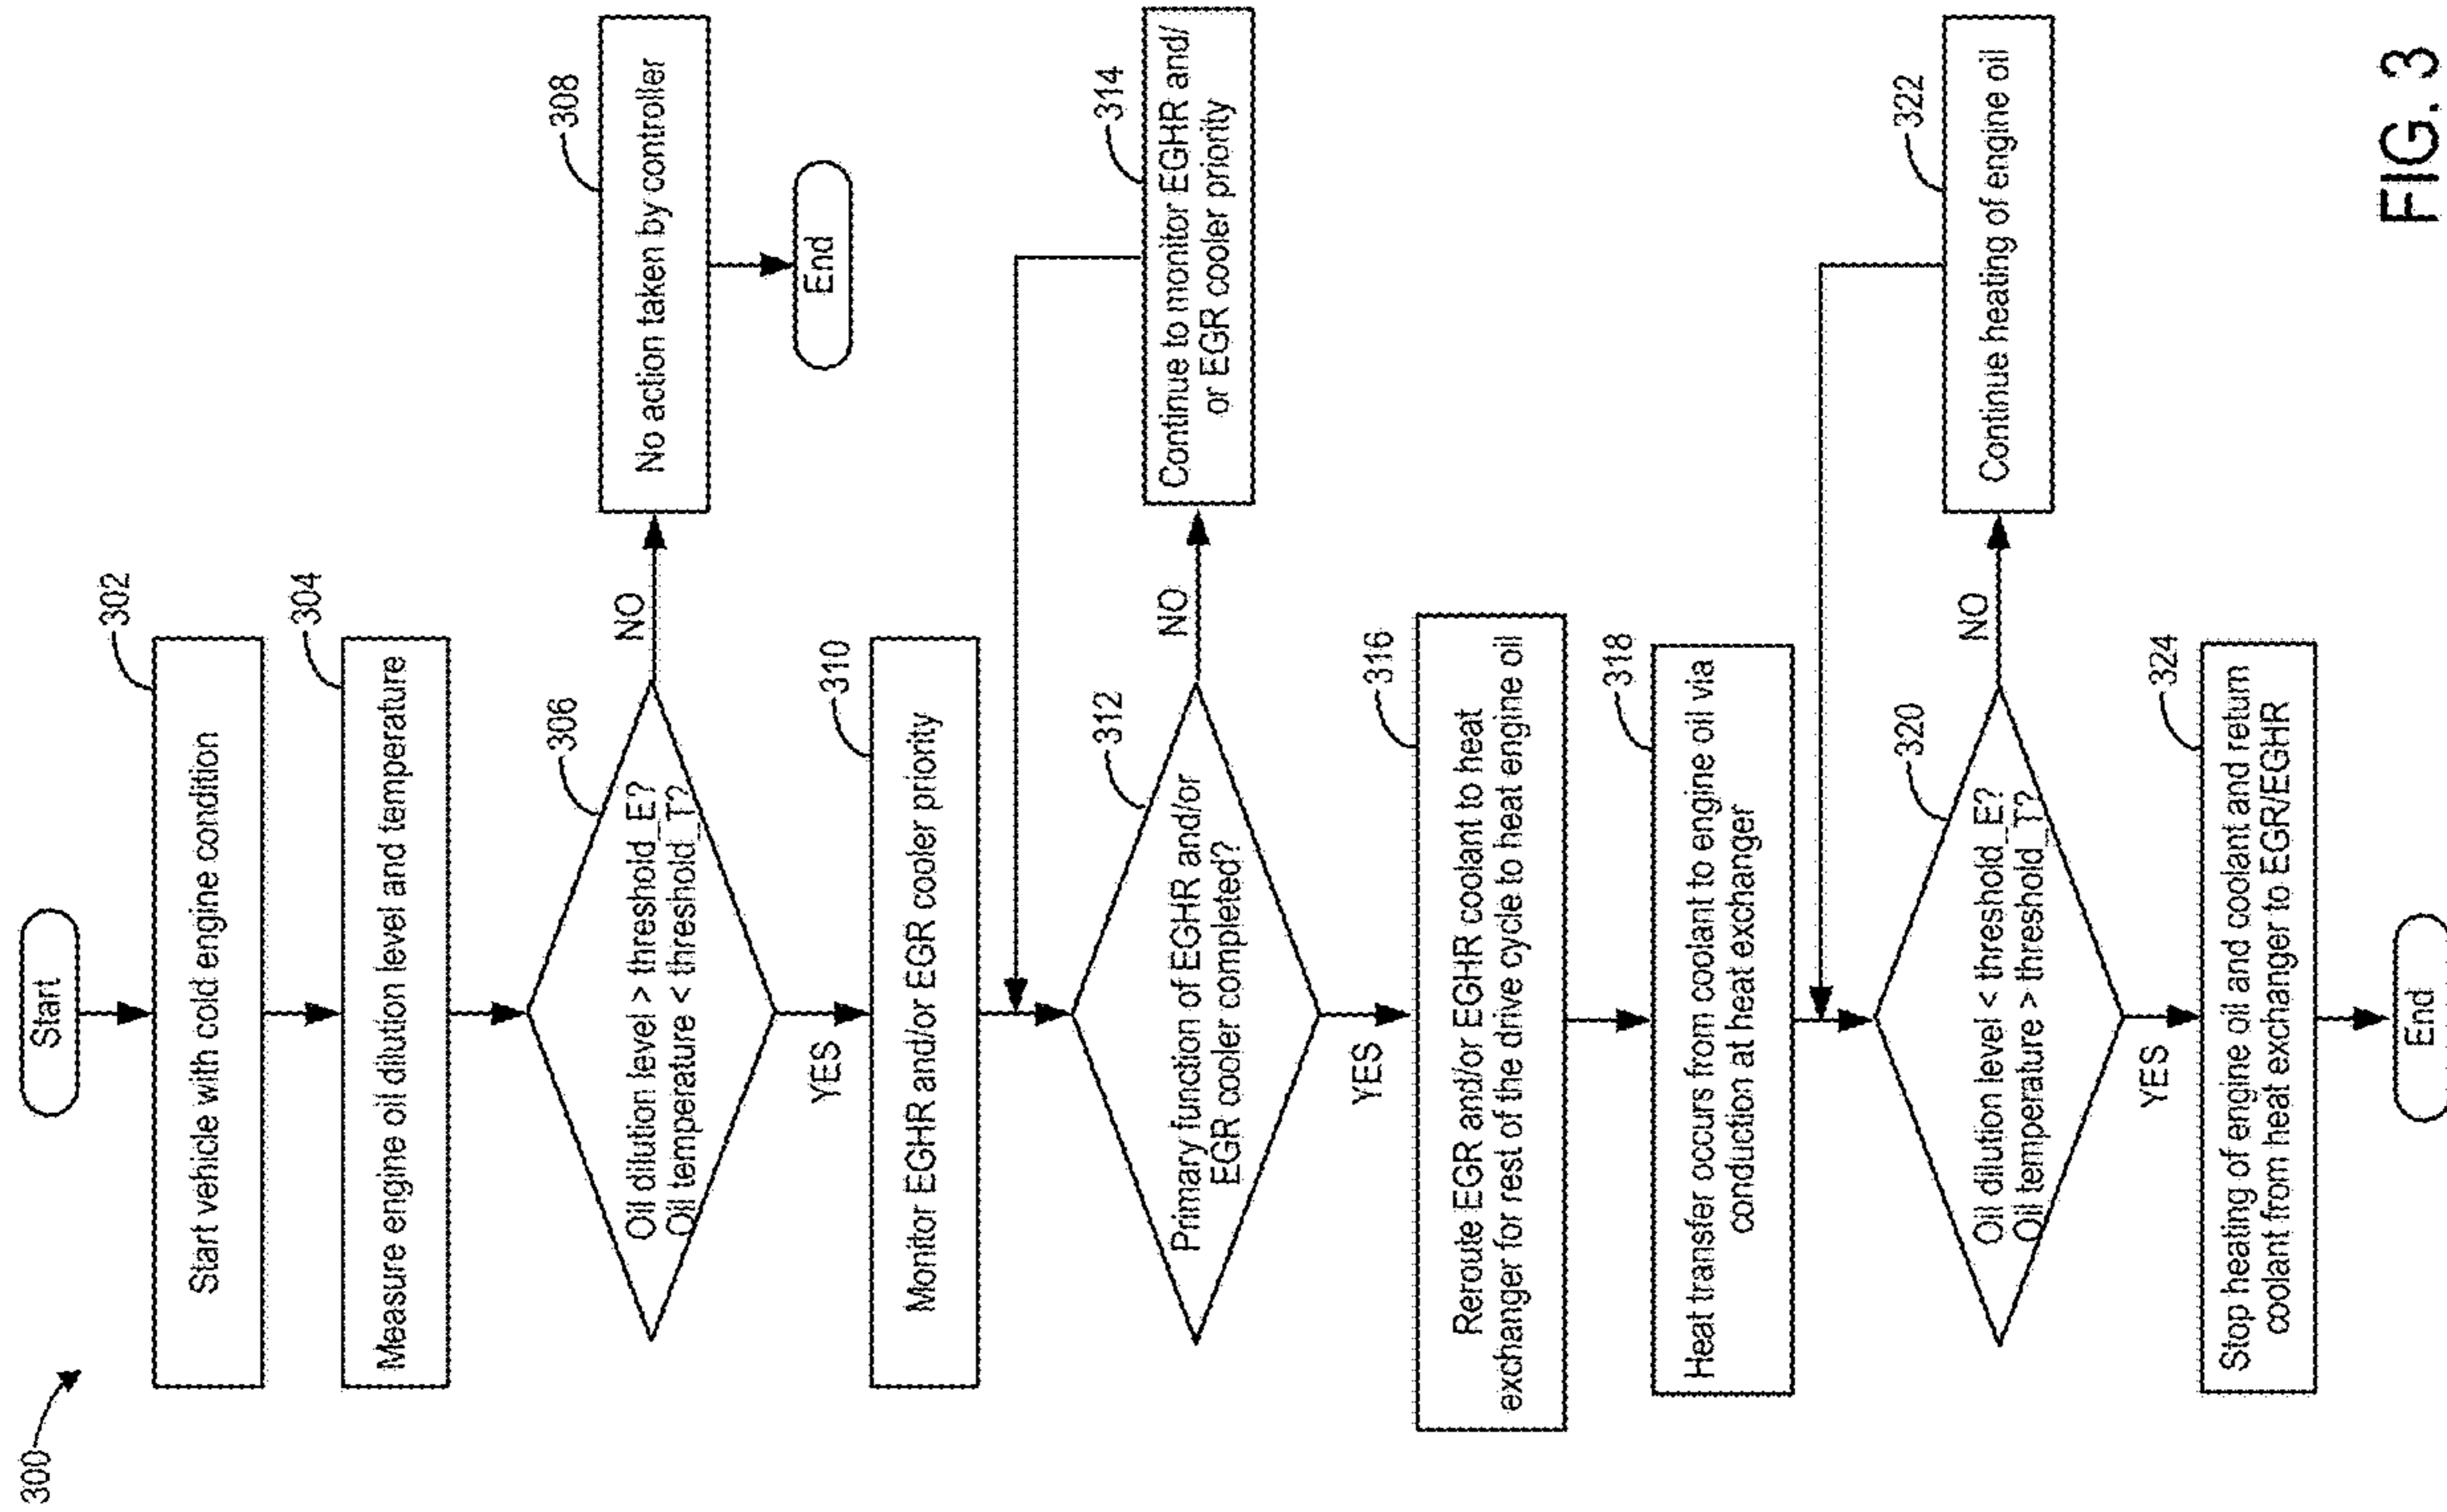 300
Start
302
Start vehicle with cold engine condition
304
Measure engine oil dilution level and temperature
306
Oil dilution level > threshold_E?
Oil temperature < threshold_T?
NO
308
No action taken by controller
End
YES
310
Monitor EGHR and/or EGR cooler priority
312
Primary function of EGHR and/or
EGR cooler completed?
NO
314
Continue to monitor EGHR and/
or EGR cooler priority
YES
316
Reroute EGR and/or EGHR coolant to heat
exchanger for rest of the drive cycle to heat engine oil
318
Heat transfer occurs from coolant to engine oil via
conduction at heat exchanger
320
Oil dilution level < threshold_E?
Oil temperature > threshold_T?
NO
322
Continue heating of engine oil
YES
324
Stop heating of engine oil and coolant and return
coolant from heat exchanger to EGR/EGHR
End
FIG. 3